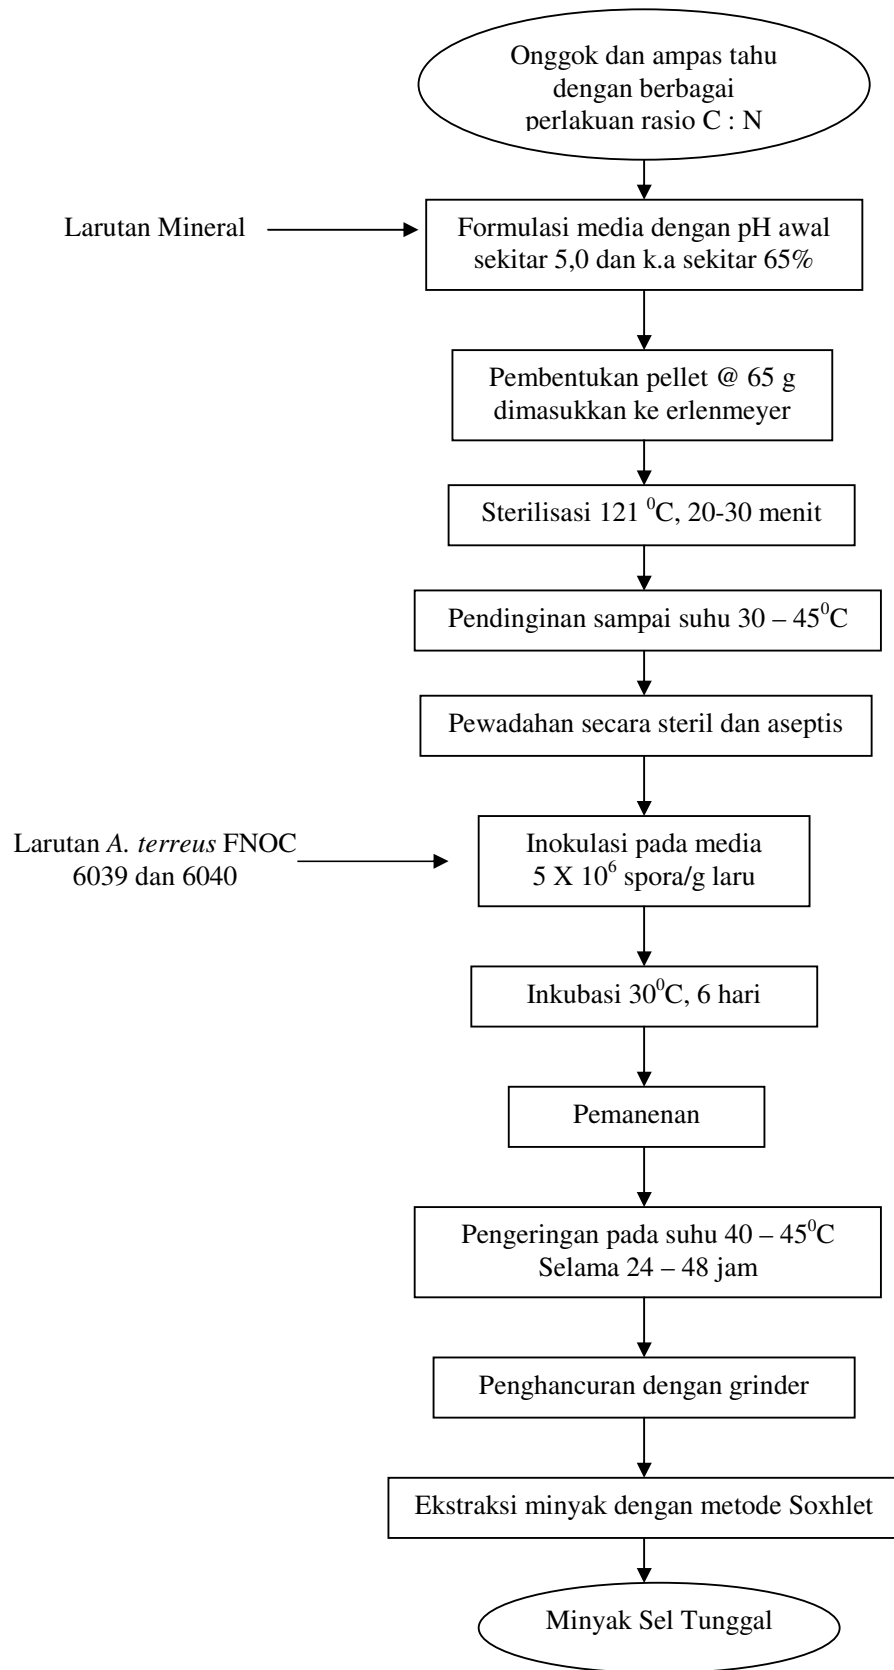 Onggok dan ampas tahu
dengan berbagai
perlakuan rasio C : N
Larutan Mineral
Formulasi media dengan pH awal
sekitar 5,0 dan k.a sekitar 65%
Pembentukan pellet @ 65 g
dimasukkan ke erlenmeyer
Sterilisasi 121 ⁰C, 20-30 menit
Pendinginan sampai suhu 30 – 45⁰C
Pewadahan secara steril dan aseptis
Larutan A. terreus FNOC
6039 dan 6040
Inokulasi pada media
5 X 10⁶ spora/g laru
Inkubasi 30⁰C, 6 hari
Pemanenan
Pengeringan pada suhu 40 – 45⁰C
Selama 24 – 48 jam
Penghancuran dengan grinder
Ekstraksi minyak dengan metode Soxhlet
Minyak Sel Tunggal